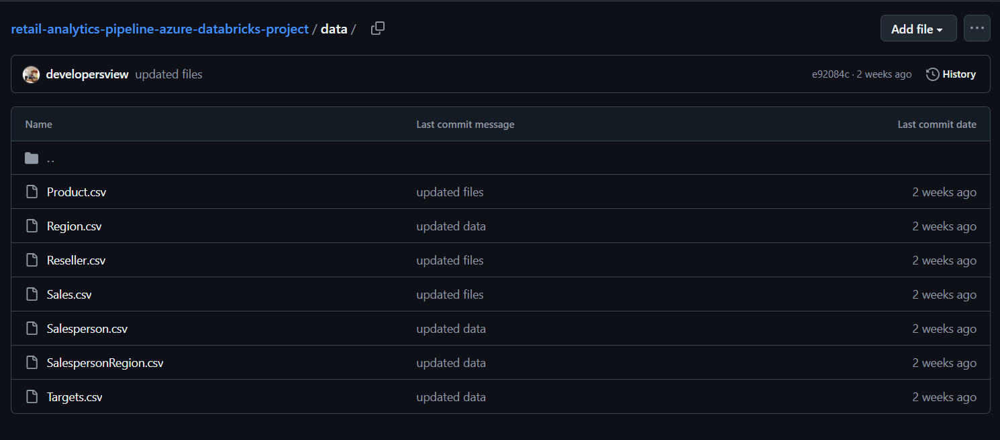 retail-analytics-pipeline-azure-databricks-project / data / Add file ...
developersview updated files e92084c · 2 weeks ago History
Name Last commit message Last commit date
..
Product.csv updated files 2 weeks ago
Region.csv updated data 2 weeks ago
Reseller.csv updated files 2 weeks ago
Sales.csv updated files 2 weeks ago
Salesperson.csv updated data 2 weeks ago
SalespersonRegion.csv updated data 2 weeks ago
Targets.csv updated data 2 weeks ago